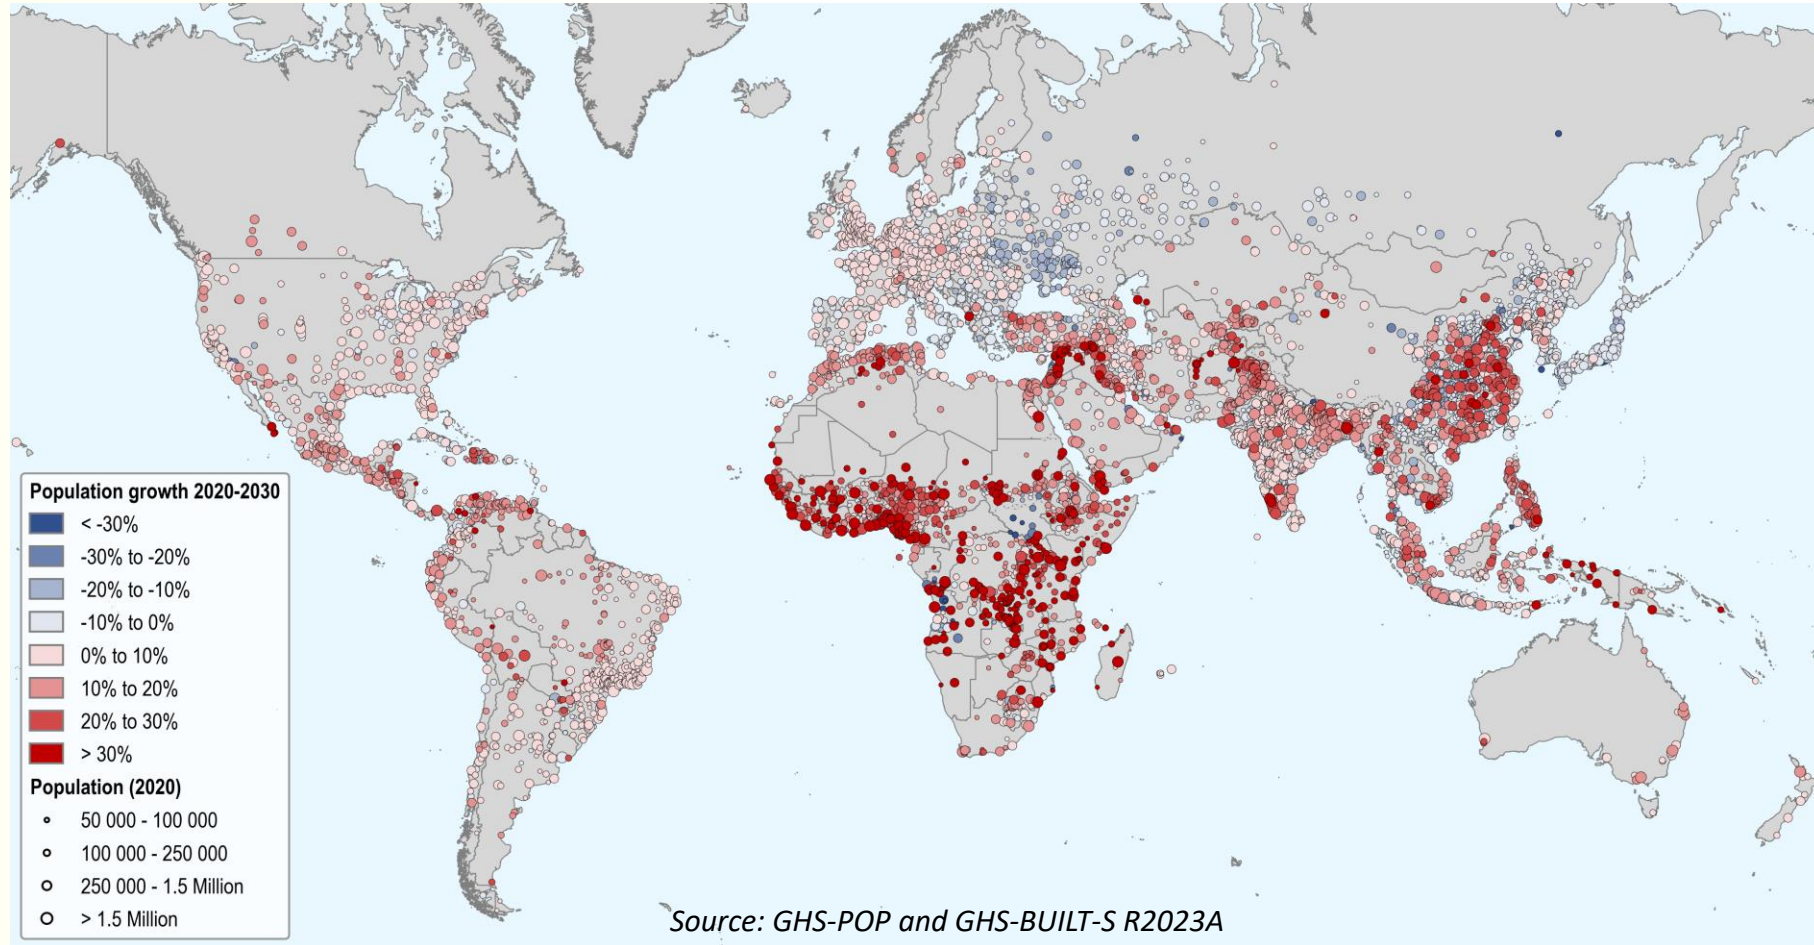 Population growth 2020-2030
< -30%
-30% to -20%
-20% to -10%
-10% to 0%
0% to 10%
10% to 20%
20% to 30%
> 30%
Population (2020)
50 000 - 100 000
100 000 - 250 000
250 000 - 1.5 Million
> 1.5 Million
Source: GHS-POP and GHS-BUILT-S R2023A